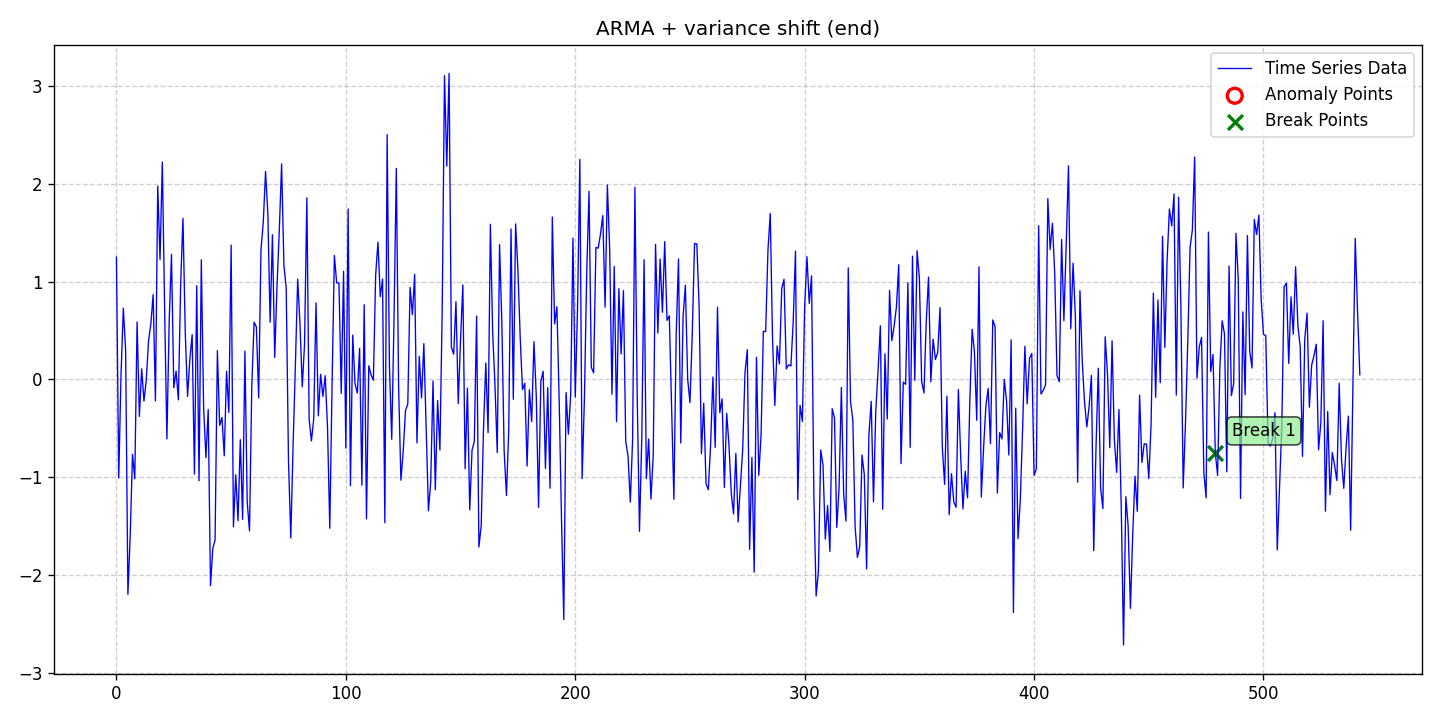 ARMA + variance shift (end)
Time Series Data
Anomaly Points
Break Points
3
2
1
0
−1
−2
−3
Break 1
0
100
200
300
400
500